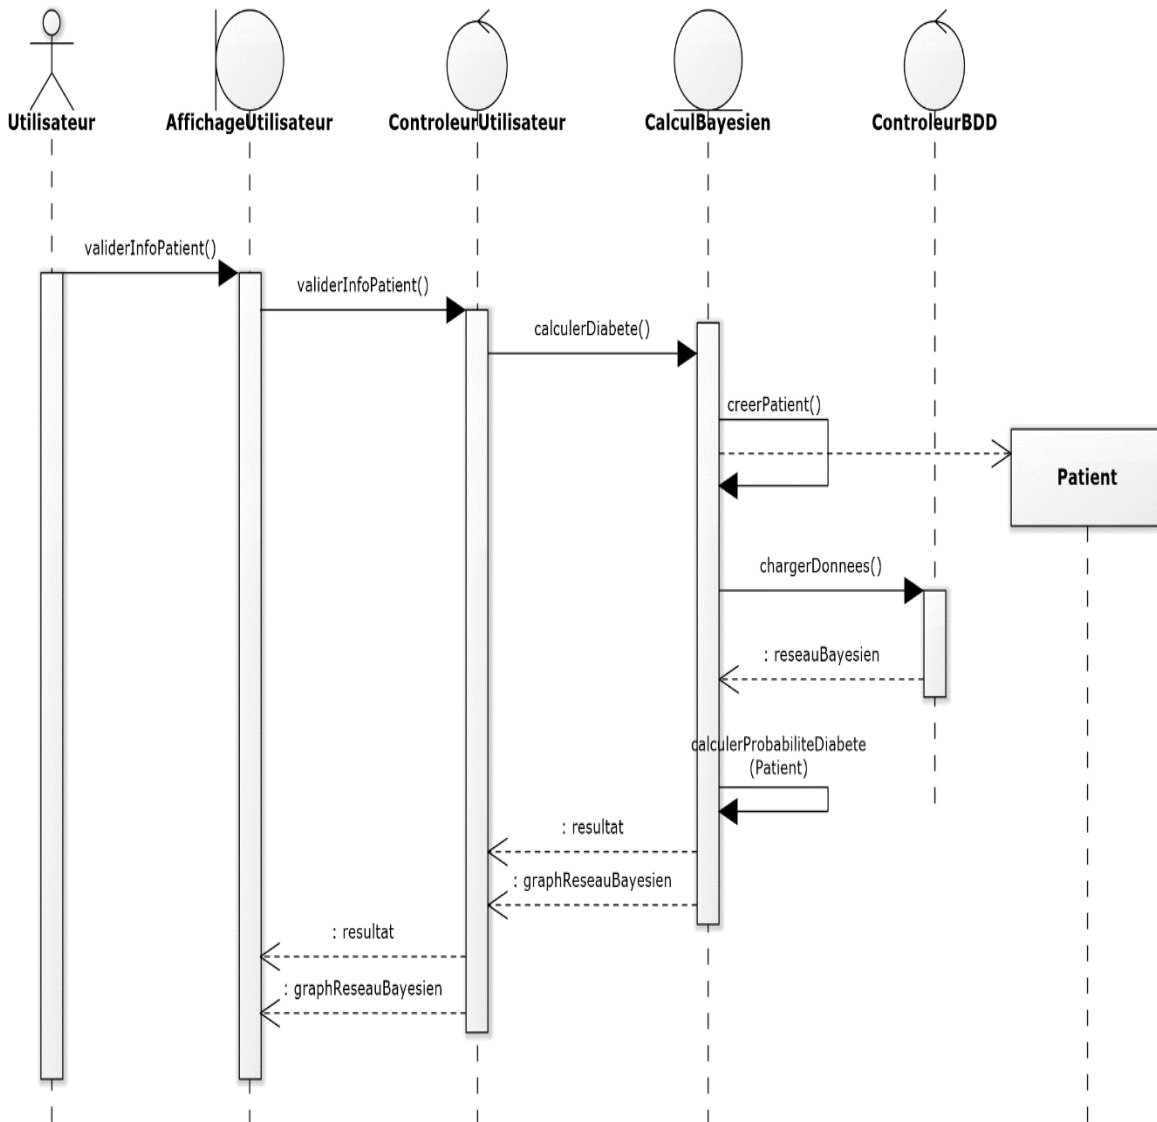 Utilisateur
AffichageUtilisateur
ControleurUtilisateur
CalculBayesien
ControleurBDD
validerInfoPatient()
validerInfoPatient()
calculerDiabete()
creerPatient()
Patient
chargerDonnees()
: reseauBayesien
calculerProbabiliteDiabete
(Patient)
: resultat
: graphReseauBayesien
: resultat
: graphReseauBayesien